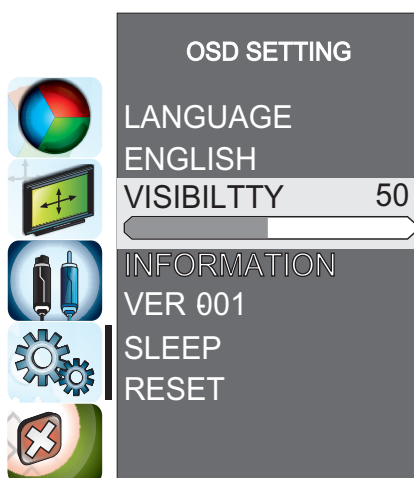 OSD SETTING
LANGUAGE
ENGLISH
VISIBILTTY 50
INFORMATION
VER 001
SLEEP
RESET